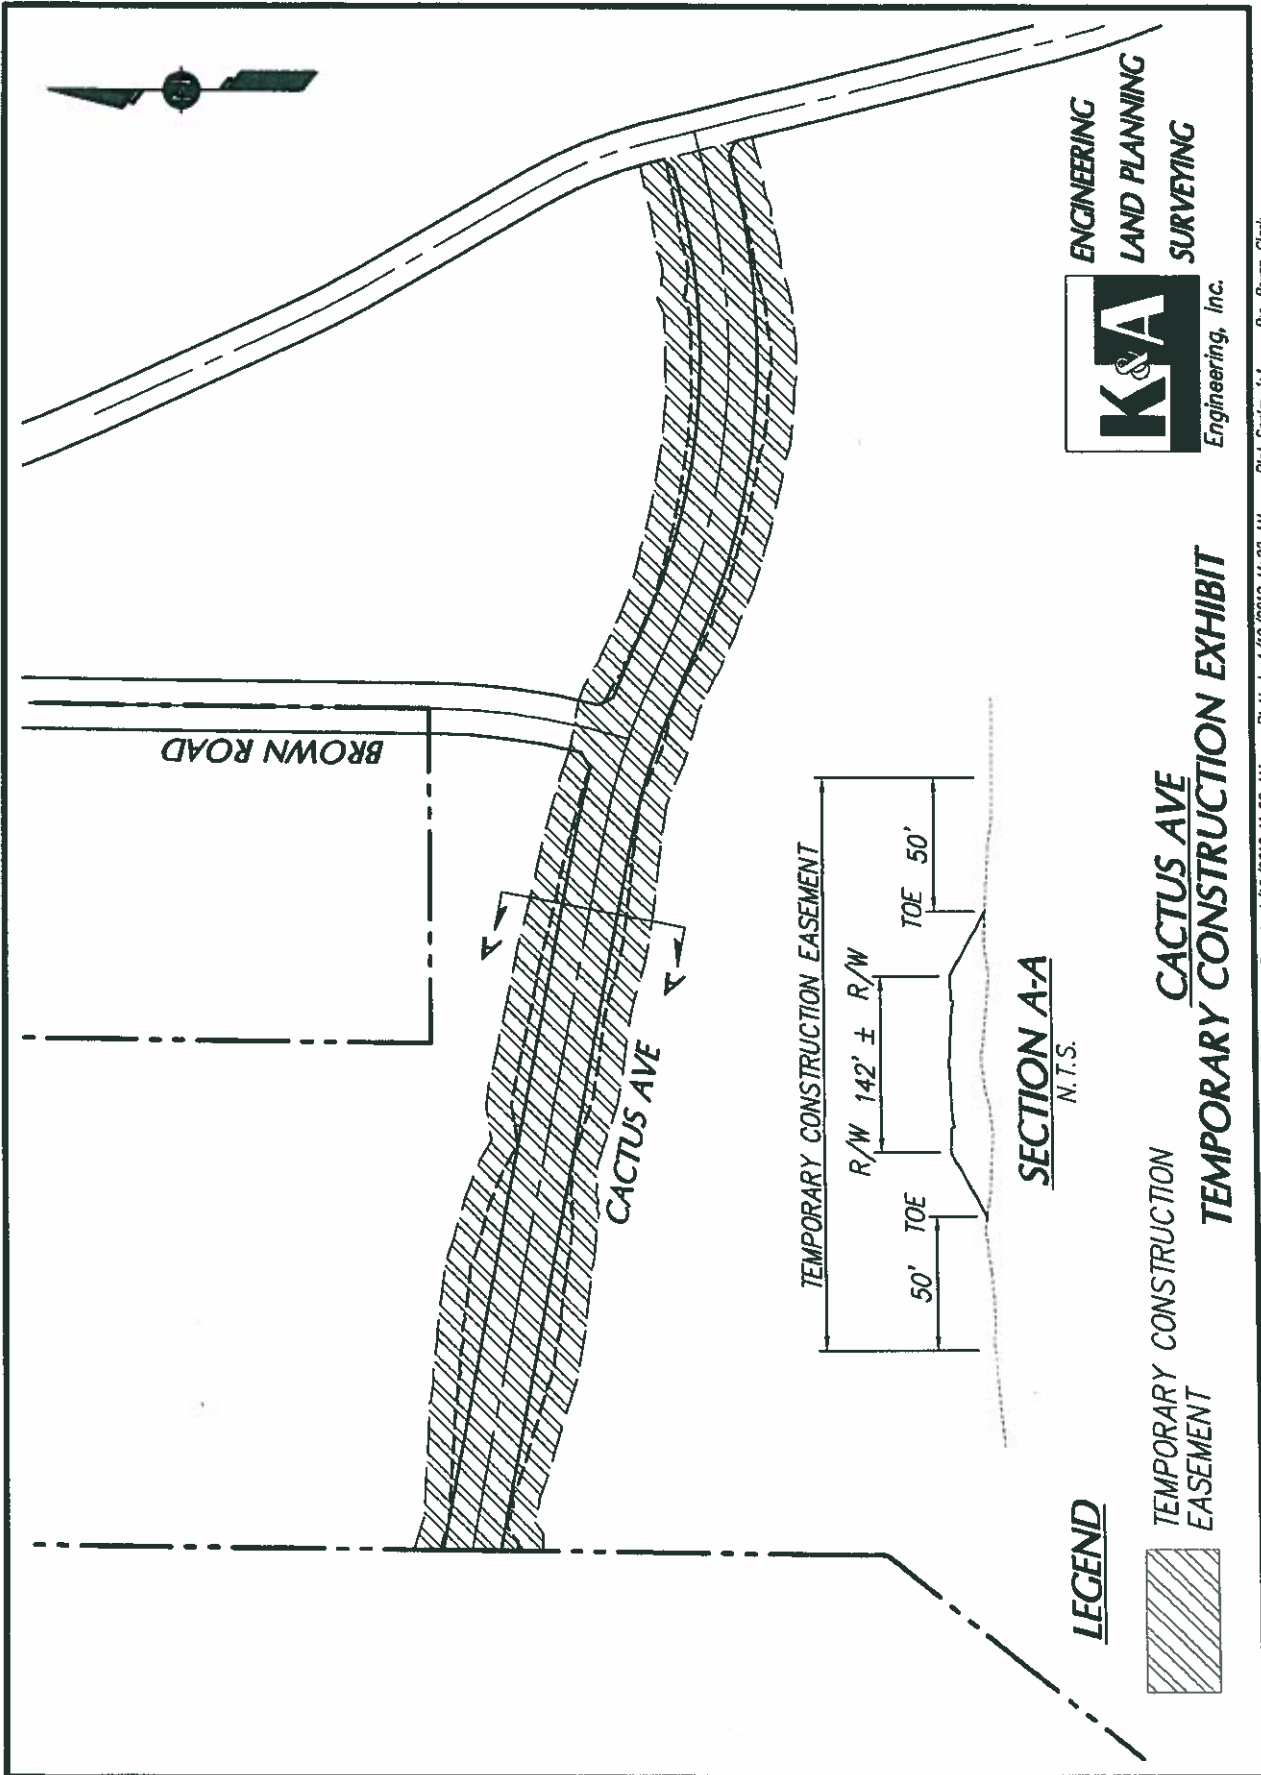 BROWN ROAD
A
A
CACTUS AVE
TEMPORARY CONSTRUCTION EASEMENT
R/W 142' ± R/W
50' TOE
TOE 50'
SECTION A-A
N.T.S.
LEGEND
TEMPORARY CONSTRUCTION
EASEMENT
CACTUS AVE
TEMPORARY CONSTRUCTION EXHIBIT
K&A
Engineering, Inc.
ENGINEERING
LAND PLANNING
SURVEYING